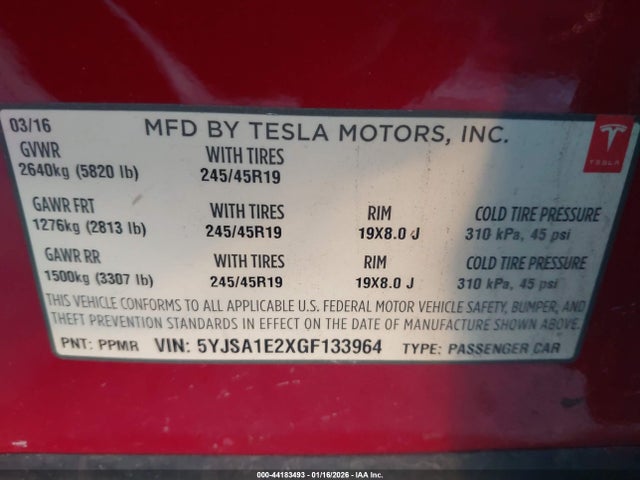 03/16 MFD BY TESLA MOTORS, INC.
TESLA
GVWR WITH TIRES
2640kg (5820 lb) 245/45R19
GAWR FRT WITH TIRES RIM COLD TIRE PRESSURE
1276kg (2813 lb) 245/45R19 19X8.0 J 310 kPa, 45 psi
GAWR RR WITH TIRES RIM COLD TIRE PRESSURE
1500kg (3307 lb) 245/45R19 19X8.0 J 310 kPa, 45 psi
THIS VEHICLE CONFORMS TO ALL APPLICABLE U.S. FEDERAL MOTOR VEHICLE SAFETY, BUMPER, AND
THEFT PREVENTION STANDARDS IN EFFECT ON THE DATE OF MANUFACTURE SHOWN ABOVE.
PNT: PPMR VIN: 5YJSA1E2XGF133964 TYPE: PASSENGER CAR
000-44183493 - 01/16/2026 - IAA Inc.